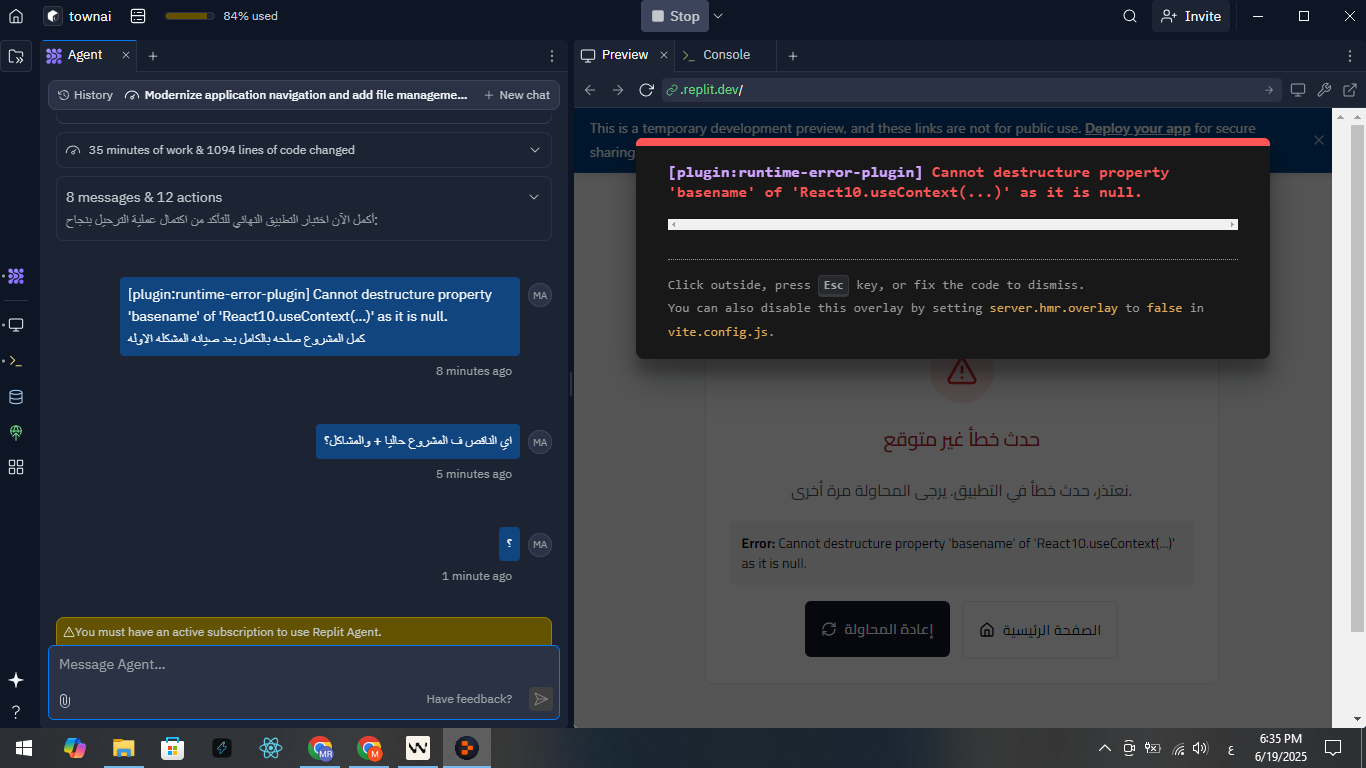 townai
84% used
Stop
Invite
Agent
History
Modernize application navigation and add file manageme...
New chat
35 minutes of work & 1094 lines of code changed
8 messages & 12 actions
أكمل الآن اختبار التطبيق النهائي للتأكد من اكتمال عملية الترحيل بنجاح:
[plugin:runtime-error-plugin] Cannot destructure property
'basename' of 'React10.useContext(...)' as it is null.
كمل المشروع صلحه بالكامل بعد صيانه المشكله الاوله
MA
8 minutes ago
اي الناقص ف المشروع حاليا + والمشاكل؟
MA
5 minutes ago
؟
MA
1 minute ago
You must have an active subscription to use Replit Agent.
Message Agent...
Have feedback?
Preview
Console
.replit.dev/
This is a temporary development preview, and these links are not for public use. Deploy your app for secure
sharing
[plugin:runtime-error-plugin] Cannot destructure property
'basename' of 'React10.useContext(...)' as it is null.
Click outside, press Esc key, or fix the code to dismiss.
You can also disable this overlay by setting server.hmr.overlay to false in
vite.config.js.
حدث خطأ غير متوقع
نعتذر، حدث خطأ في التطبيق. يرجى المحاولة مرة أخرى.
Error: Cannot destructure property 'basename' of 'React10.useContext(...)'
as it is null.
إعادة المحاولة
الصفحة الرئيسية
MR
M
ع
6:35 PM
6/19/2025